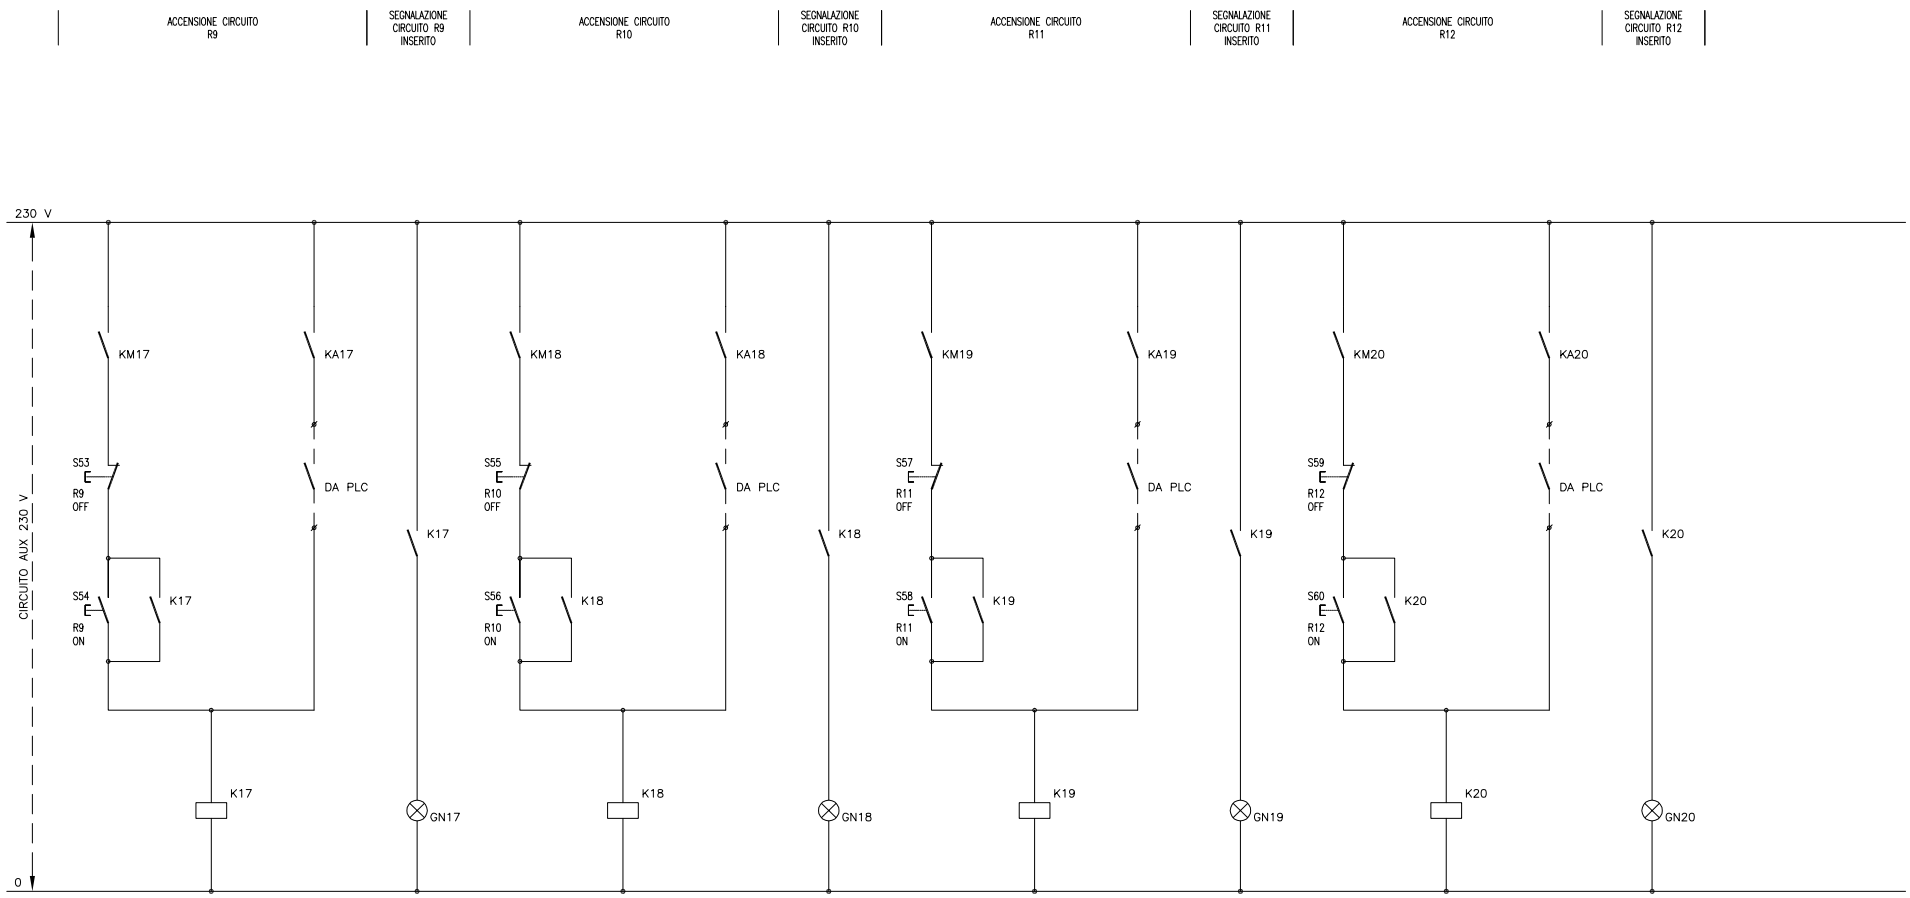 ACCENSIONE CIRCUITO
R9
SEGNALAZIONE
CIRCUITO R9
INSERITO
ACCENSIONE CIRCUITO
R10
SEGNALAZIONE
CIRCUITO R10
INSERITO
ACCENSIONE CIRCUITO
R11
SEGNALAZIONE
CIRCUITO R11
INSERITO
ACCENSIONE CIRCUITO
R12
SEGNALAZIONE
CIRCUITO R12
INSERITO
230 V
CIRCUITO AUX 230 V
0
KM17
KA17
S53
R9
OFF
DA PLC
K17
S54
R9
ON
K17
K17
GN17
KM18
KA18
S55
R10
OFF
DA PLC
K18
S56
R10
ON
K18
K18
GN18
KM19
KA19
S57
R11
OFF
DA PLC
K19
S58
R11
ON
K19
K19
GN19
KM20
KA20
S59
R12
OFF
DA PLC
K20
S60
R12
ON
K20
K20
GN20